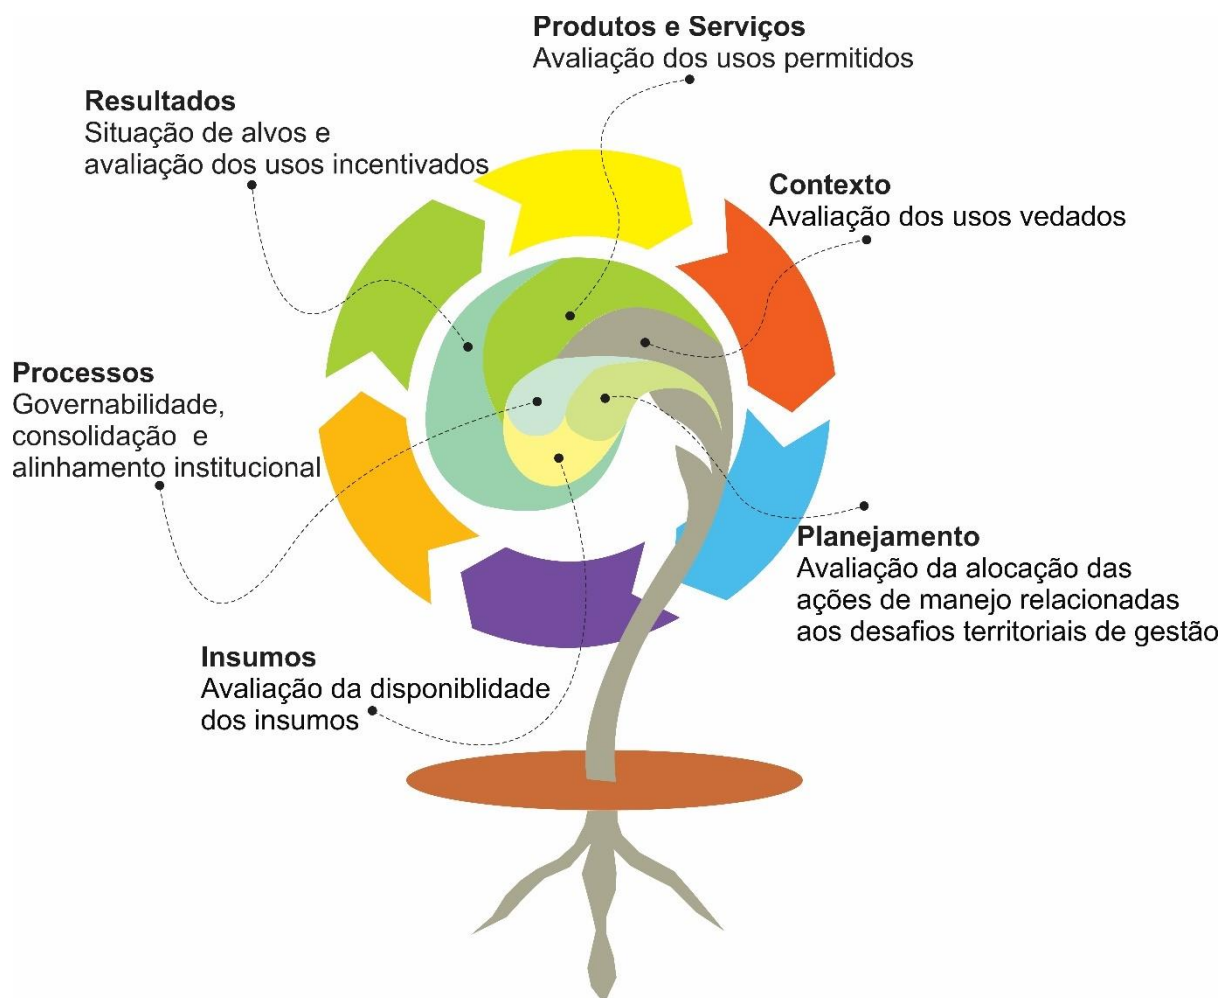 Produtos e Serviços
Avaliação dos usos permitidos
Resultados
Situação de alvos e
avaliação dos usos incentivados
Contexto
Avaliação dos usos vedados
Processos
Governabilidade,
consolidação e
alinhamento institucional
Planejamento
Avaliação da alocação das
ações de manejo relacionadas
aos desafios territoriais de gestão
Insumos
Avaliação da disponiblidade
dos insumos